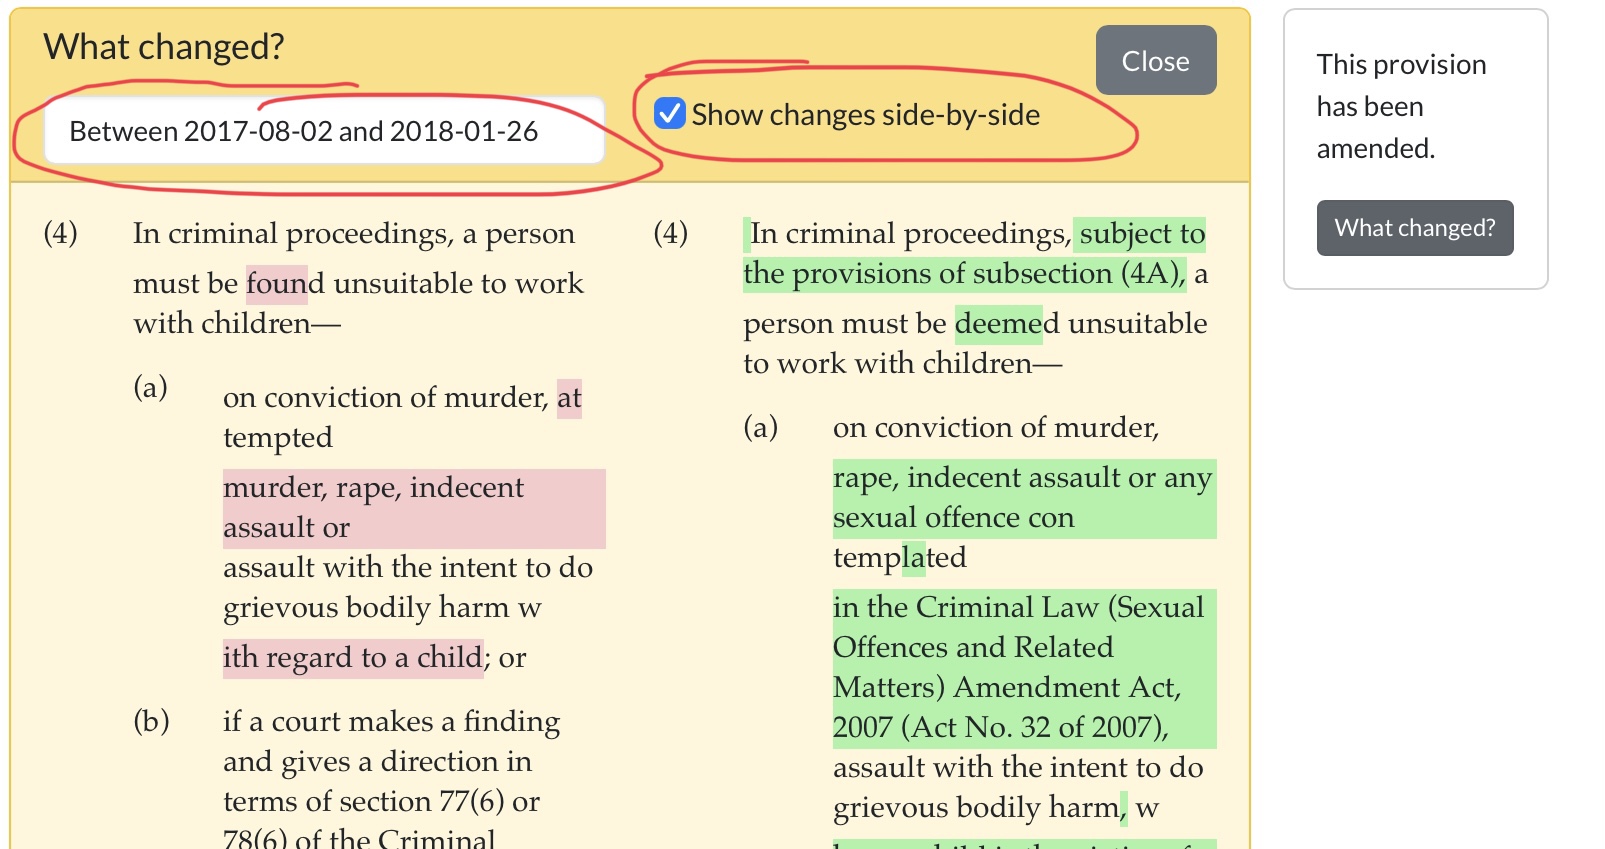 What changed?
Close
Between 2017-08-02 and 2018-01-26
Show changes side-by-side
(4) In criminal proceedings, a person
must be found unsuitable to work
with children—
(a) on conviction of murder, at
tempted
murder, rape, indecent
assault or
assault with the intent to do
grievous bodily harm w
ith regard to a child; or
(b) if a court makes a finding
and gives a direction in
terms of section 77(6) or
78(6) of the Criminal
(4) In criminal proceedings, subject to
the provisions of subsection (4A), a
person must be deemed unsuitable
to work with children—
(a) on conviction of murder,
rape, indecent assault or any
sexual offence con
templated
in the Criminal Law (Sexual
Offences and Related
Matters) Amendment Act,
2007 (Act No. 32 of 2007),
assault with the intent to do
grievous bodily harm, w
This provision
has been
amended.
What changed?